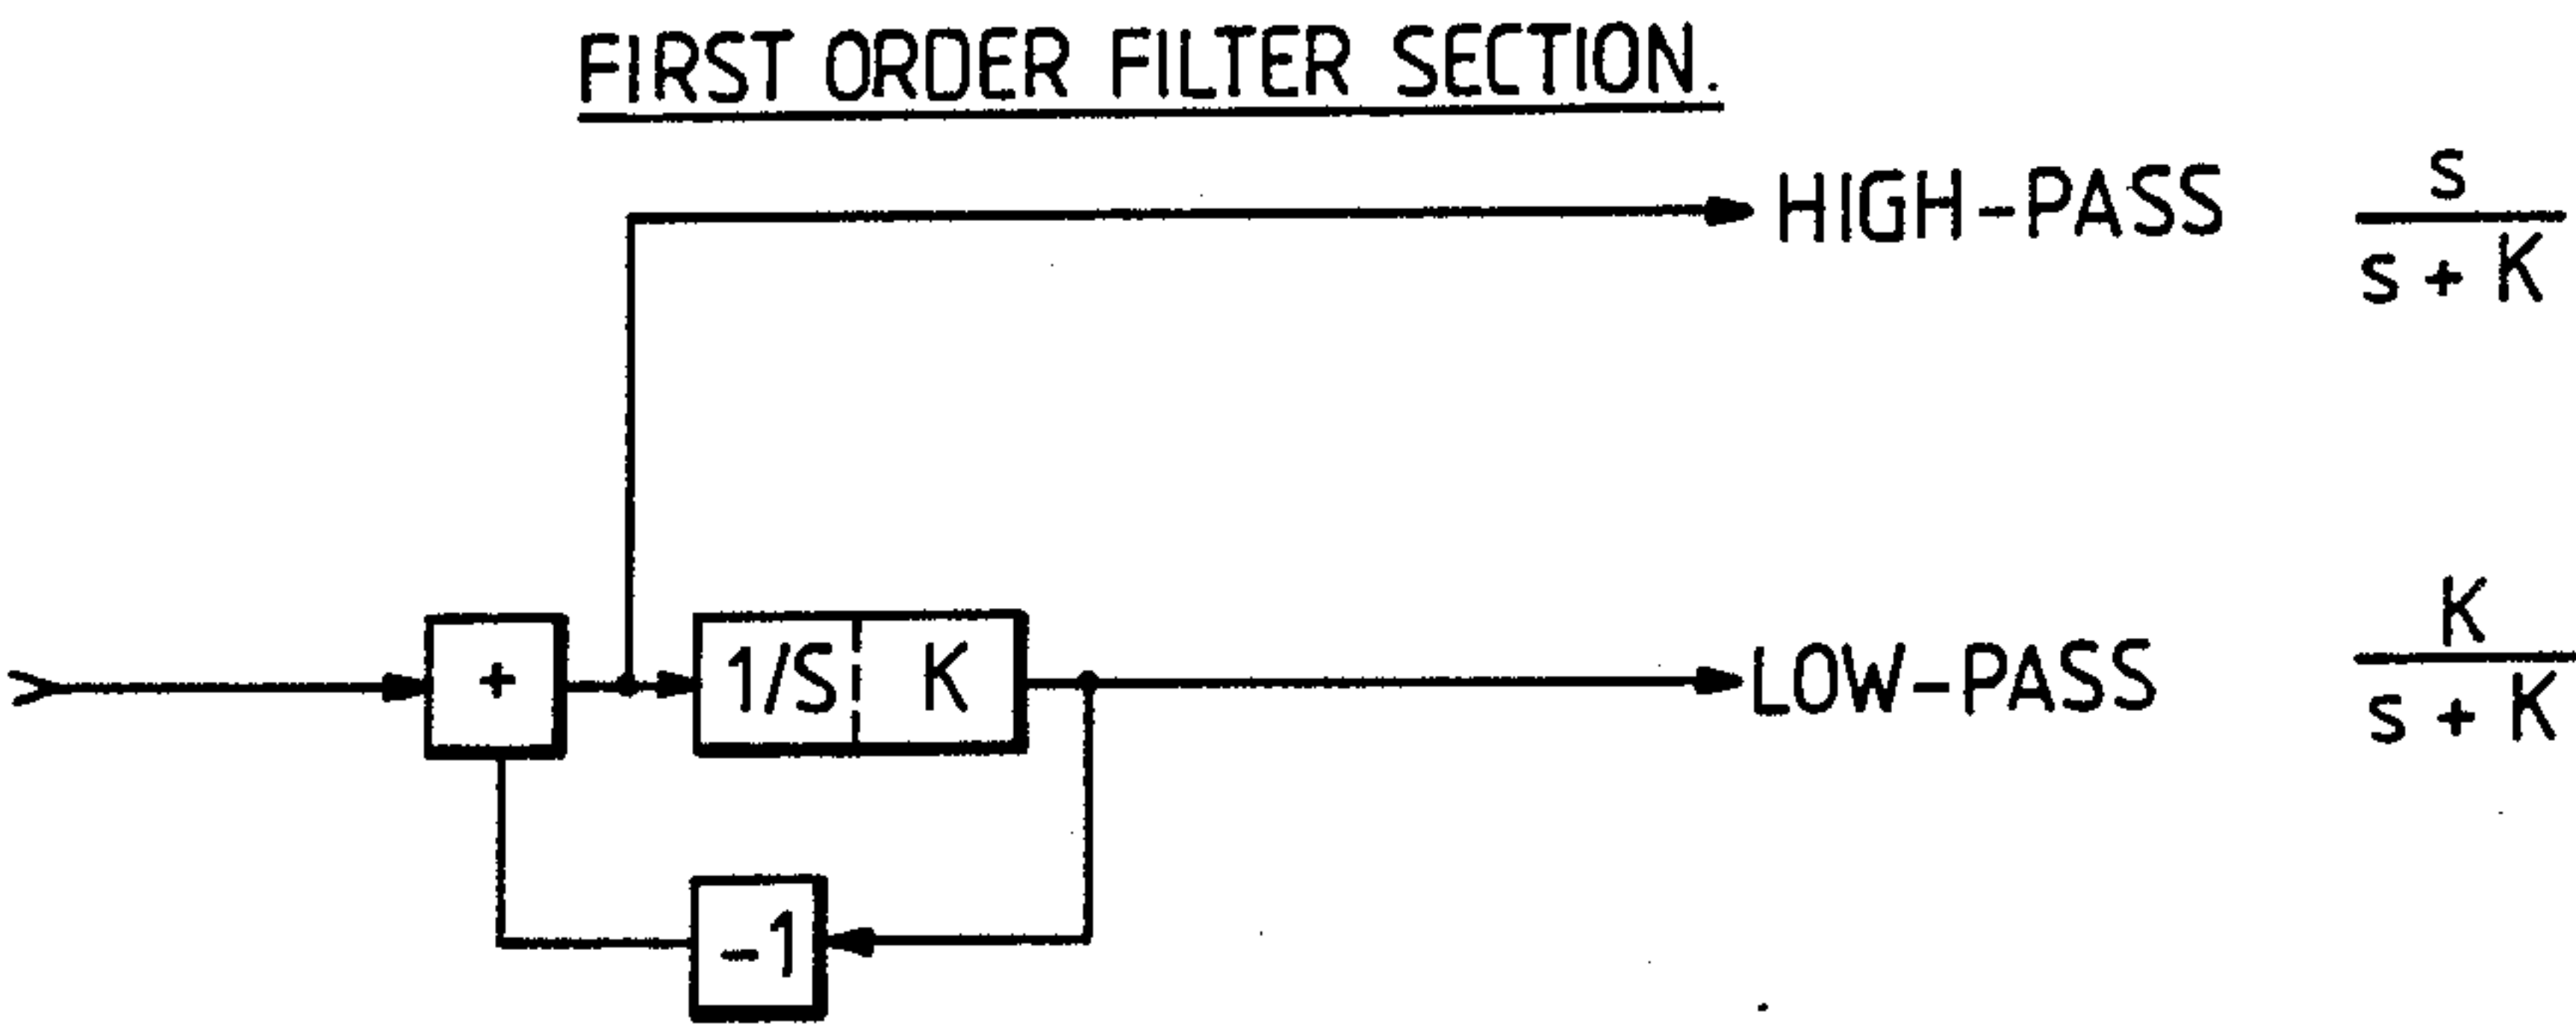 FIRST ORDER FILTER SECTION.
HIGH-PASS s / s + K
+ 1/S K LOW-PASS K / s + K
-1